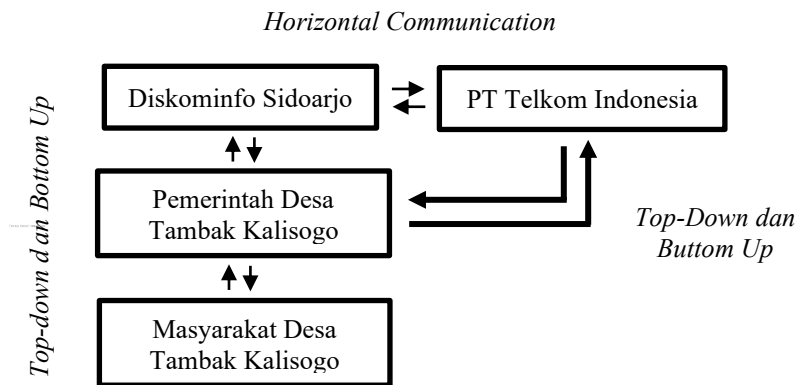 Horizontal Communication
Diskominfo Sidoarjo
PT Telkom Indonesia
Top-down dan Bottom Up
Pemerintah Desa
Tambak Kalisogo
Top-Down dan
Buttom Up
Masyarakat Desa
Tambak Kalisogo